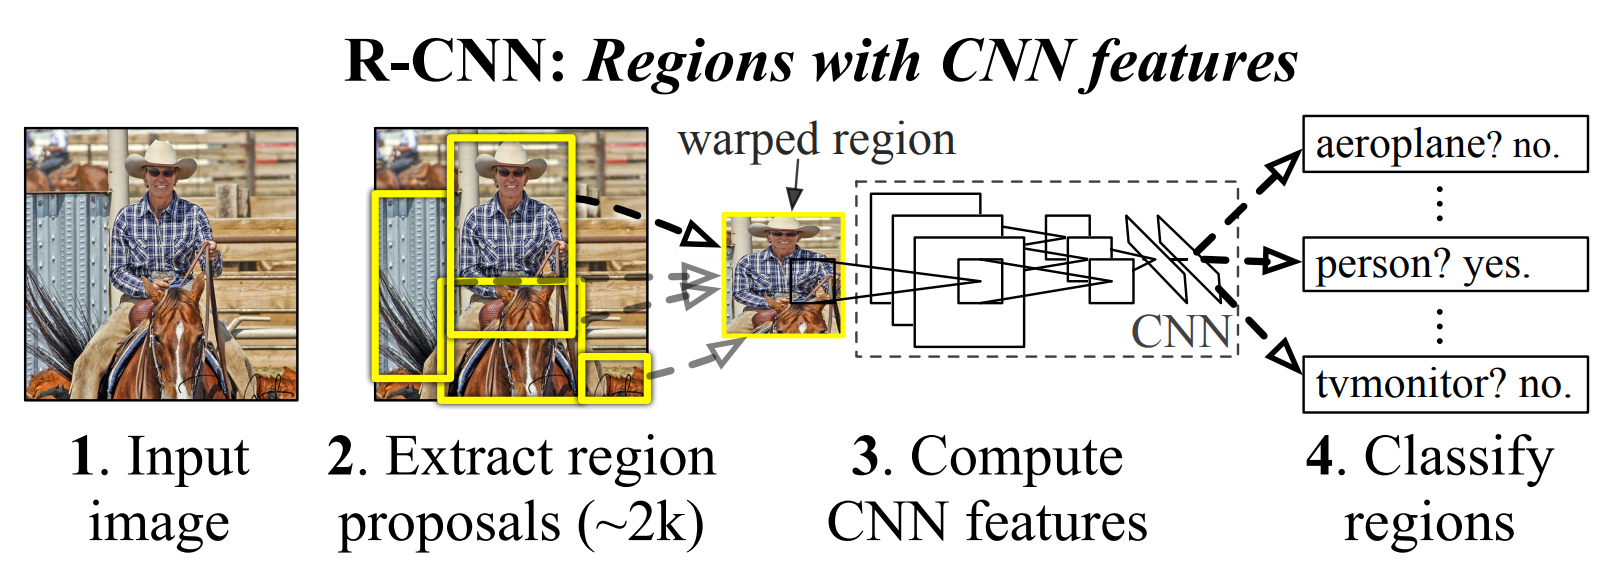 R-CNN: Regions with CNN features
warped region
aeroplane? no.
person? yes.
tvmonitor? no.
CNN
1. Input
image
2. Extract region
proposals (~2k)
3. Compute
CNN features
4. Classify
regions